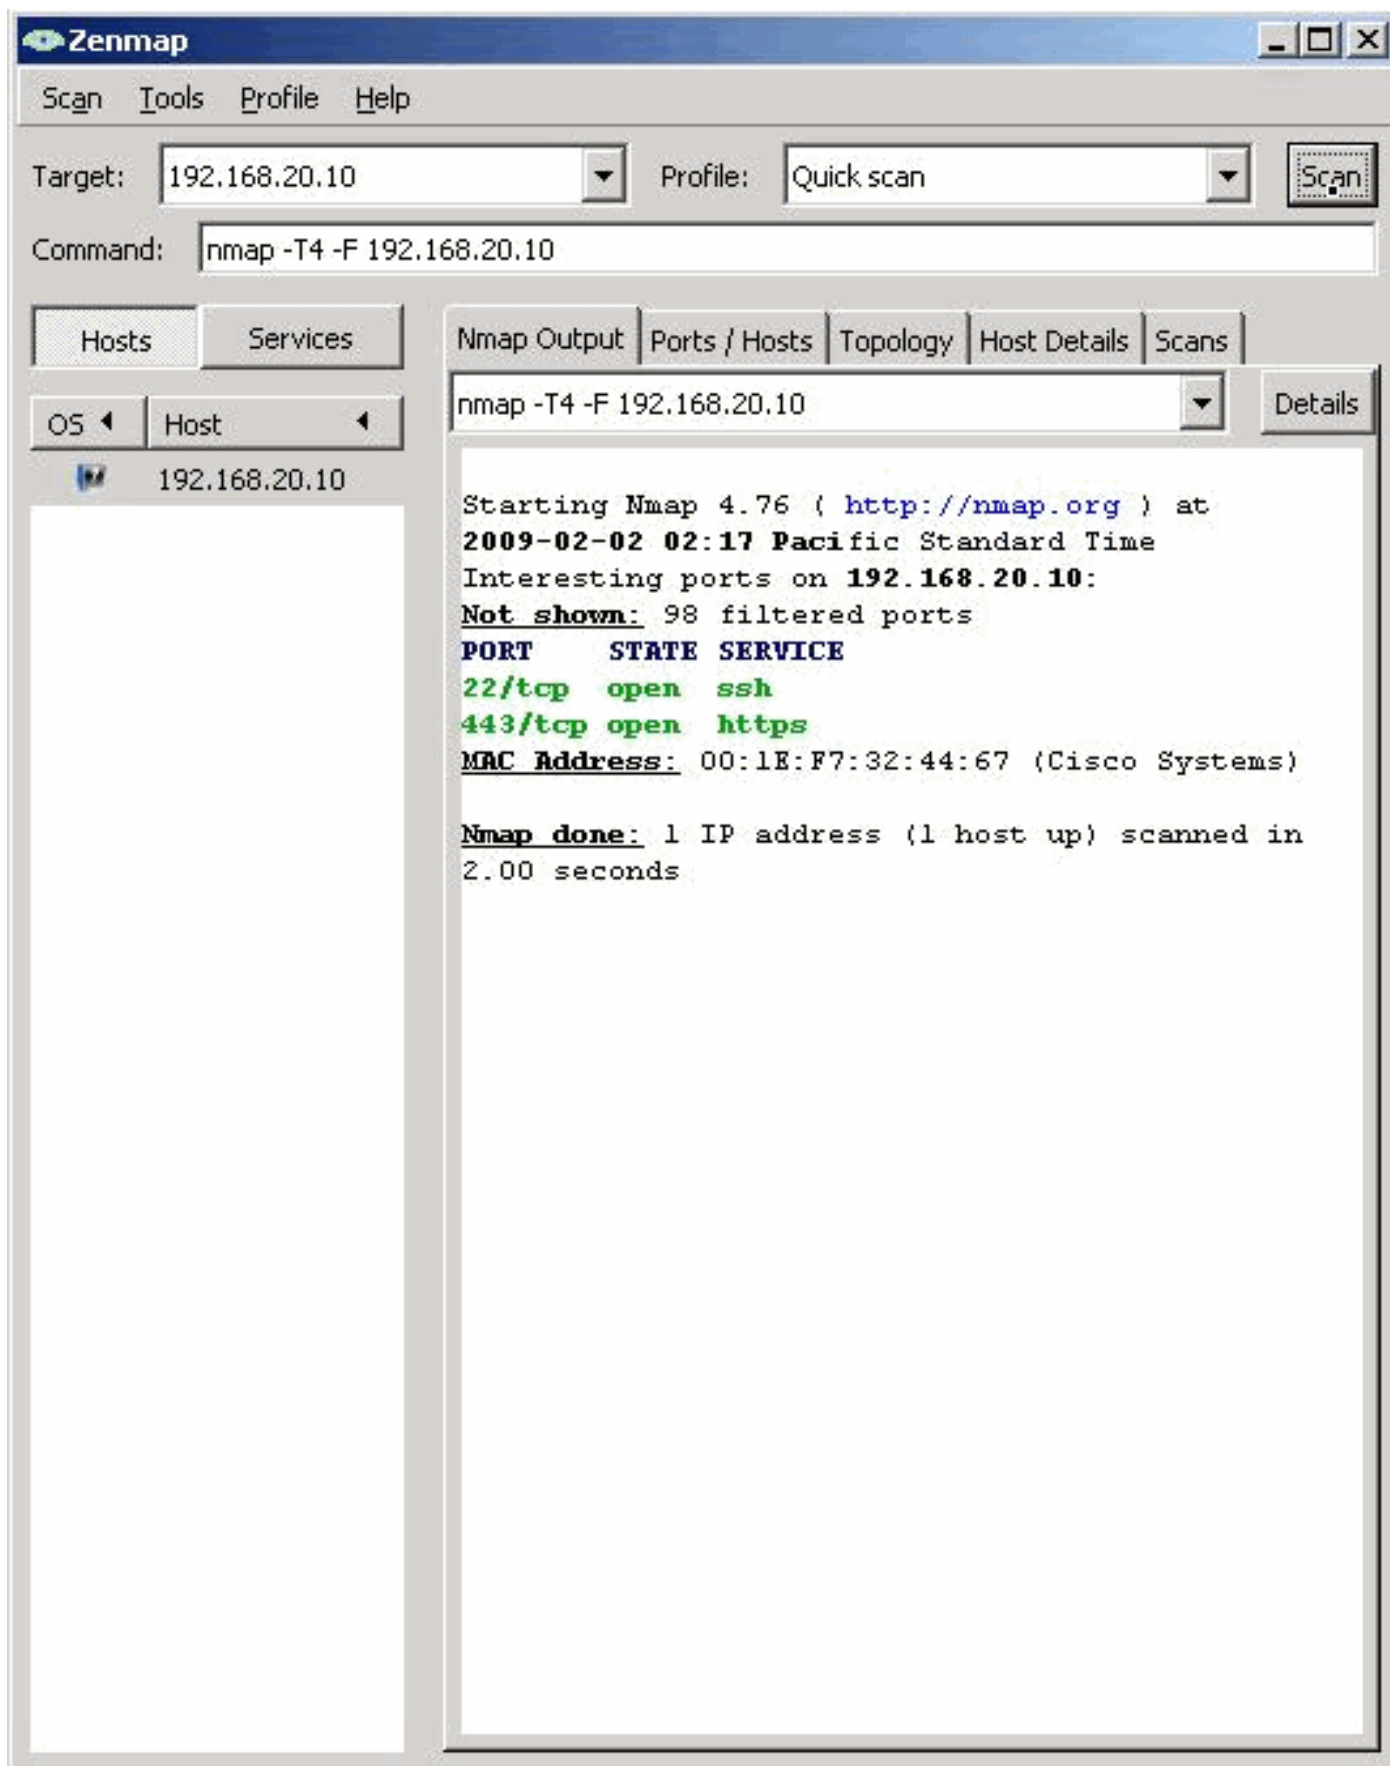 Zenmap
Scan Tools Profile Help
Target: 192.168.20.10 Profile: Quick scan Scan
Command: nmap -T4 -F 192.168.20.10
Hosts Services
Nmap Output Ports / Hosts Topology Host Details Scans
nmap -T4 -F 192.168.20.10 Details
OS Host
192.168.20.10
Starting Nmap 4.76 ( http://nmap.org ) at
2009-02-02 02:17 Pacific Standard Time
Interesting ports on 192.168.20.10:
Not shown: 98 filtered ports
PORT STATE SERVICE
22/tcp open ssh
443/tcp open https
MAC Address: 00:1E:F7:32:44:67 (Cisco Systems)
Nmap done: 1 IP address (1 host up) scanned in
2.00 seconds